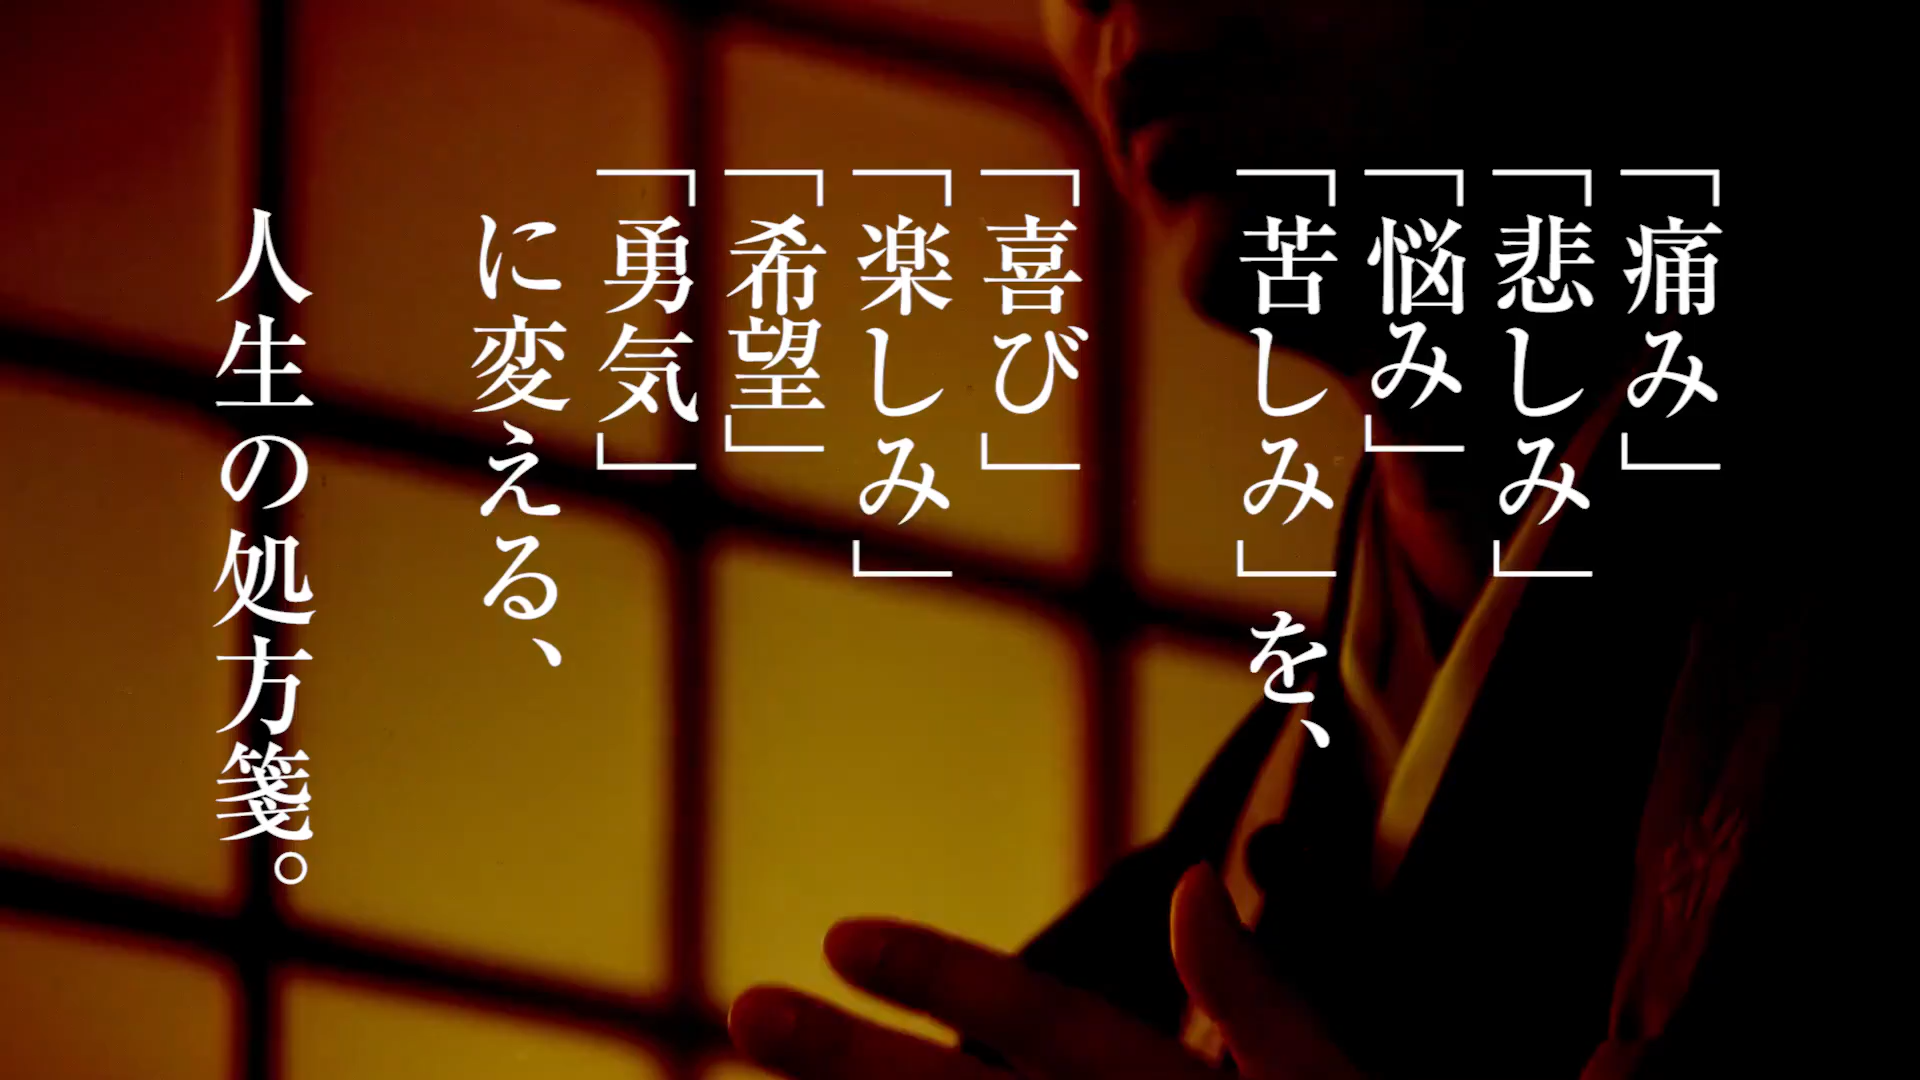 「痛み」
「悲しみ」
「悩み」
「苦しみ」を、
「喜び」
「楽しみ」
「希望」
「勇気」
に変える、
人生の処方箋。